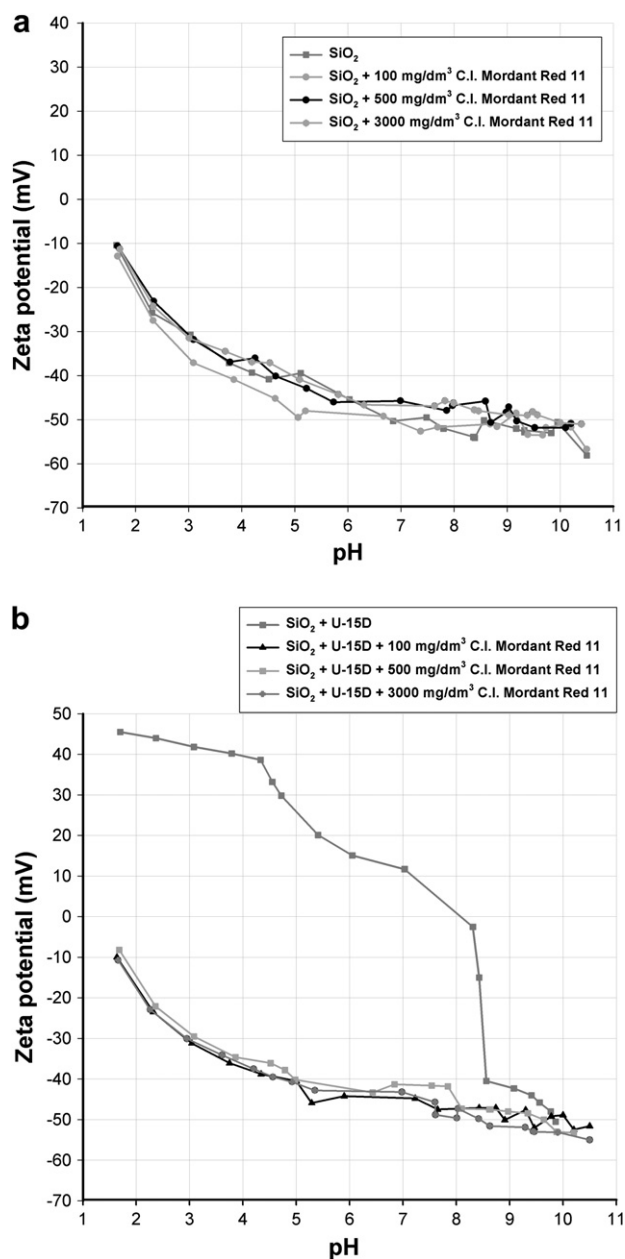 a
SiO₂
SiO₂ + 100 mg/dm³ C.I. Mordant Red 11
SiO₂ + 500 mg/dm³ C.I. Mordant Red 11
SiO₂ + 3000 mg/dm³ C.I. Mordant Red 11
40
30
20
10
0
-10
-20
-30
-40
-50
-60
-70
Zeta potential (mV)
1 2 3 4 5 6 7 8 9 10 11
pH
b
SiO₂ + U-15D
SiO₂ + U-15D + 100 mg/dm³ C.I. Mordant Red 11
SiO₂ + U-15D + 500 mg/dm³ C.I. Mordant Red 11
SiO₂ + U-15D + 3000 mg/dm³ C.I. Mordant Red 11
50
40
30
20
10
0
-10
-20
-30
-40
-50
-60
-70
Zeta potential (mV)
1 2 3 4 5 6 7 8 9 10 11
pH